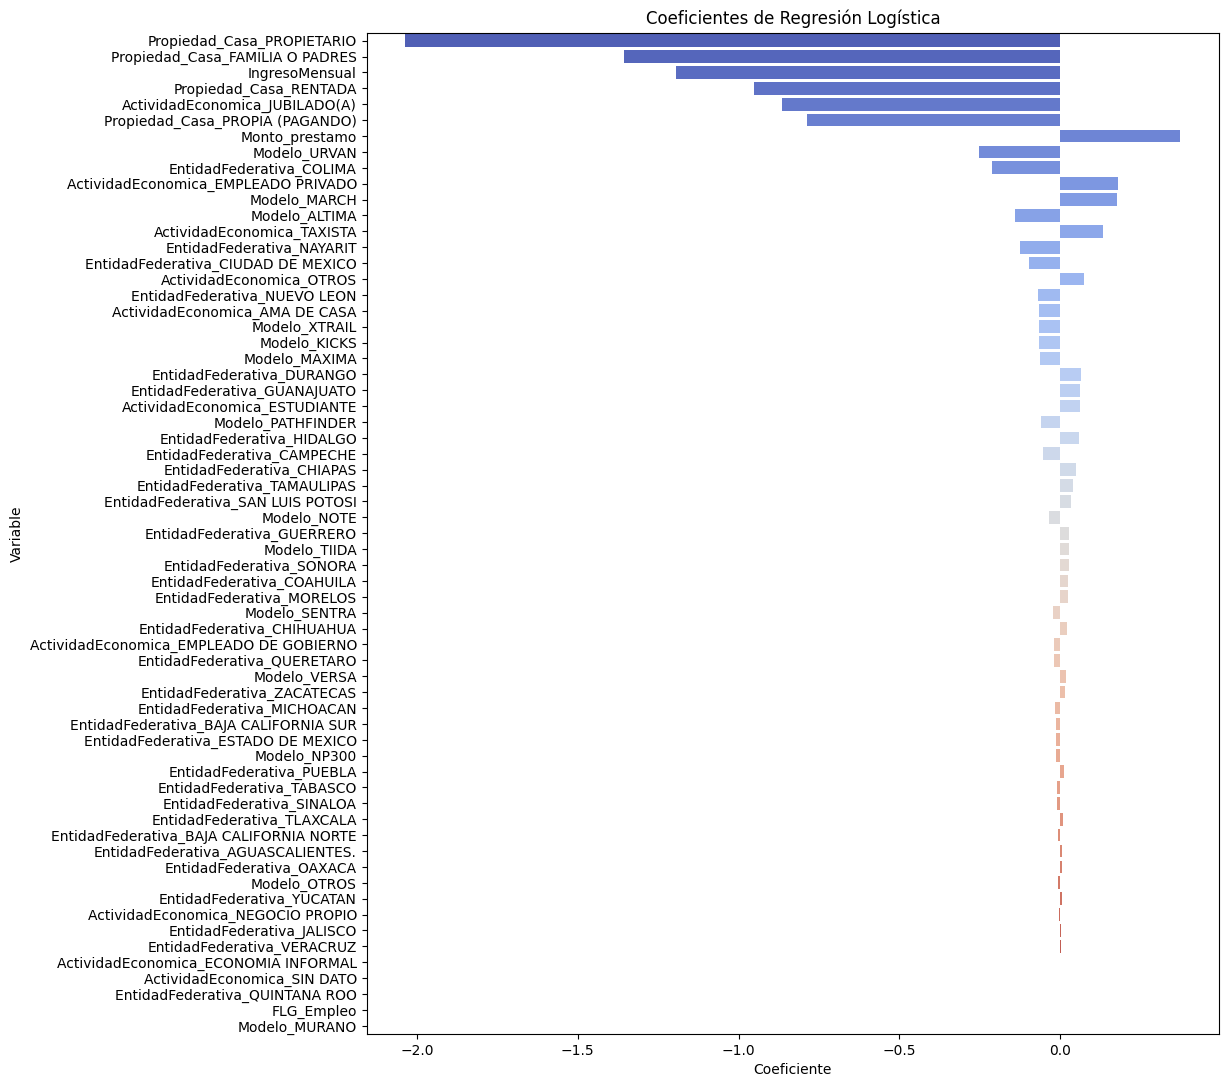 Coeficientes de Regresión Logística
Propiedad_Casa_PROPIETARIO
Propiedad_Casa_FAMILIA O PADRES
IngresoMensual
Propiedad_Casa_RENTADA
ActividadEconomica_JUBILADO(A)
Propiedad_Casa_PROPIA (PAGANDO)
Monto_prestamo
Modelo_URVAN
EntidadFederativa_COLIMA
ActividadEconomica_EMPLEADO PRIVADO
Modelo_MARCH
Modelo_ALTIMA
ActividadEconomica_TAXISTA
EntidadFederativa_NAYARIT
EntidadFederativa_CIUDAD DE MEXICO
ActividadEconomica_OTROS
EntidadFederativa_NUEVO LEON
ActividadEconomica_AMA DE CASA
Modelo_XTRAIL
Modelo_KICKS
Modelo_MAXIMA
EntidadFederativa_DURANGO
EntidadFederativa_GUANAJUATO
ActividadEconomica_ESTUDIANTE
Modelo_PATHFINDER
EntidadFederativa_HIDALGO
EntidadFederativa_CAMPECHE
EntidadFederativa_CHIAPAS
EntidadFederativa_TAMAULIPAS
EntidadFederativa_SAN LUIS POTOSI
Modelo_NOTE
EntidadFederativa_GUERRERO
Modelo_TIIDA
EntidadFederativa_SONORA
EntidadFederativa_COAHUILA
EntidadFederativa_MORELOS
Modelo_SENTRA
EntidadFederativa_CHIHUAHUA
ActividadEconomica_EMPLEADO DE GOBIERNO
EntidadFederativa_QUERETARO
Modelo_VERSA
EntidadFederativa_ZACATECAS
EntidadFederativa_MICHOACAN
EntidadFederativa_BAJA CALIFORNIA SUR
EntidadFederativa_ESTADO DE MEXICO
Modelo_NP300
EntidadFederativa_PUEBLA
EntidadFederativa_TABASCO
EntidadFederativa_SINALOA
EntidadFederativa_TLAXCALA
EntidadFederativa_BAJA CALIFORNIA NORTE
EntidadFederativa_AGUASCALIENTES.
EntidadFederativa_OAXACA
Modelo_OTROS
EntidadFederativa_YUCATAN
ActividadEconomica_NEGOCIO PROPIO
EntidadFederativa_JALISCO
EntidadFederativa_VERACRUZ
ActividadEconomica_ECONOMIA INFORMAL
ActividadEconomica_SIN DATO
EntidadFederativa_QUINTANA ROO
FLG_Empleo
Modelo_MURANO
Variable
−2.0 −1.5 −1.0 −0.5 0.0
Coeficiente